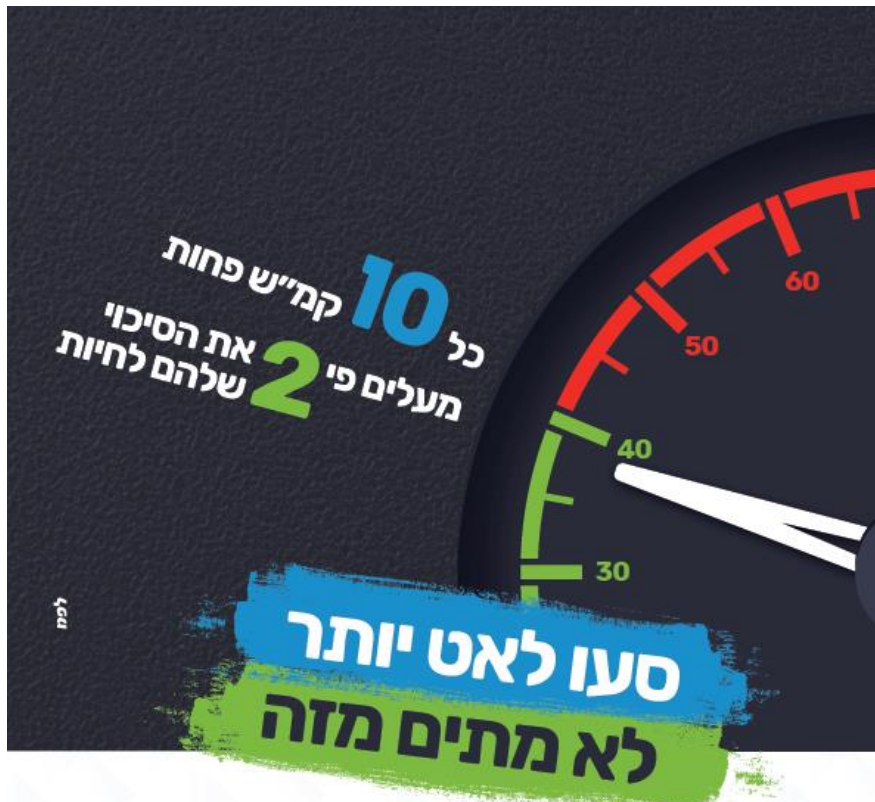 כל 10 קמ״ש פחות
מעלים פי 2 את הסיכוי
שלהם לחיות
60
50
40
30
סעו לאט יותר
לא מתים מזה
לפמ